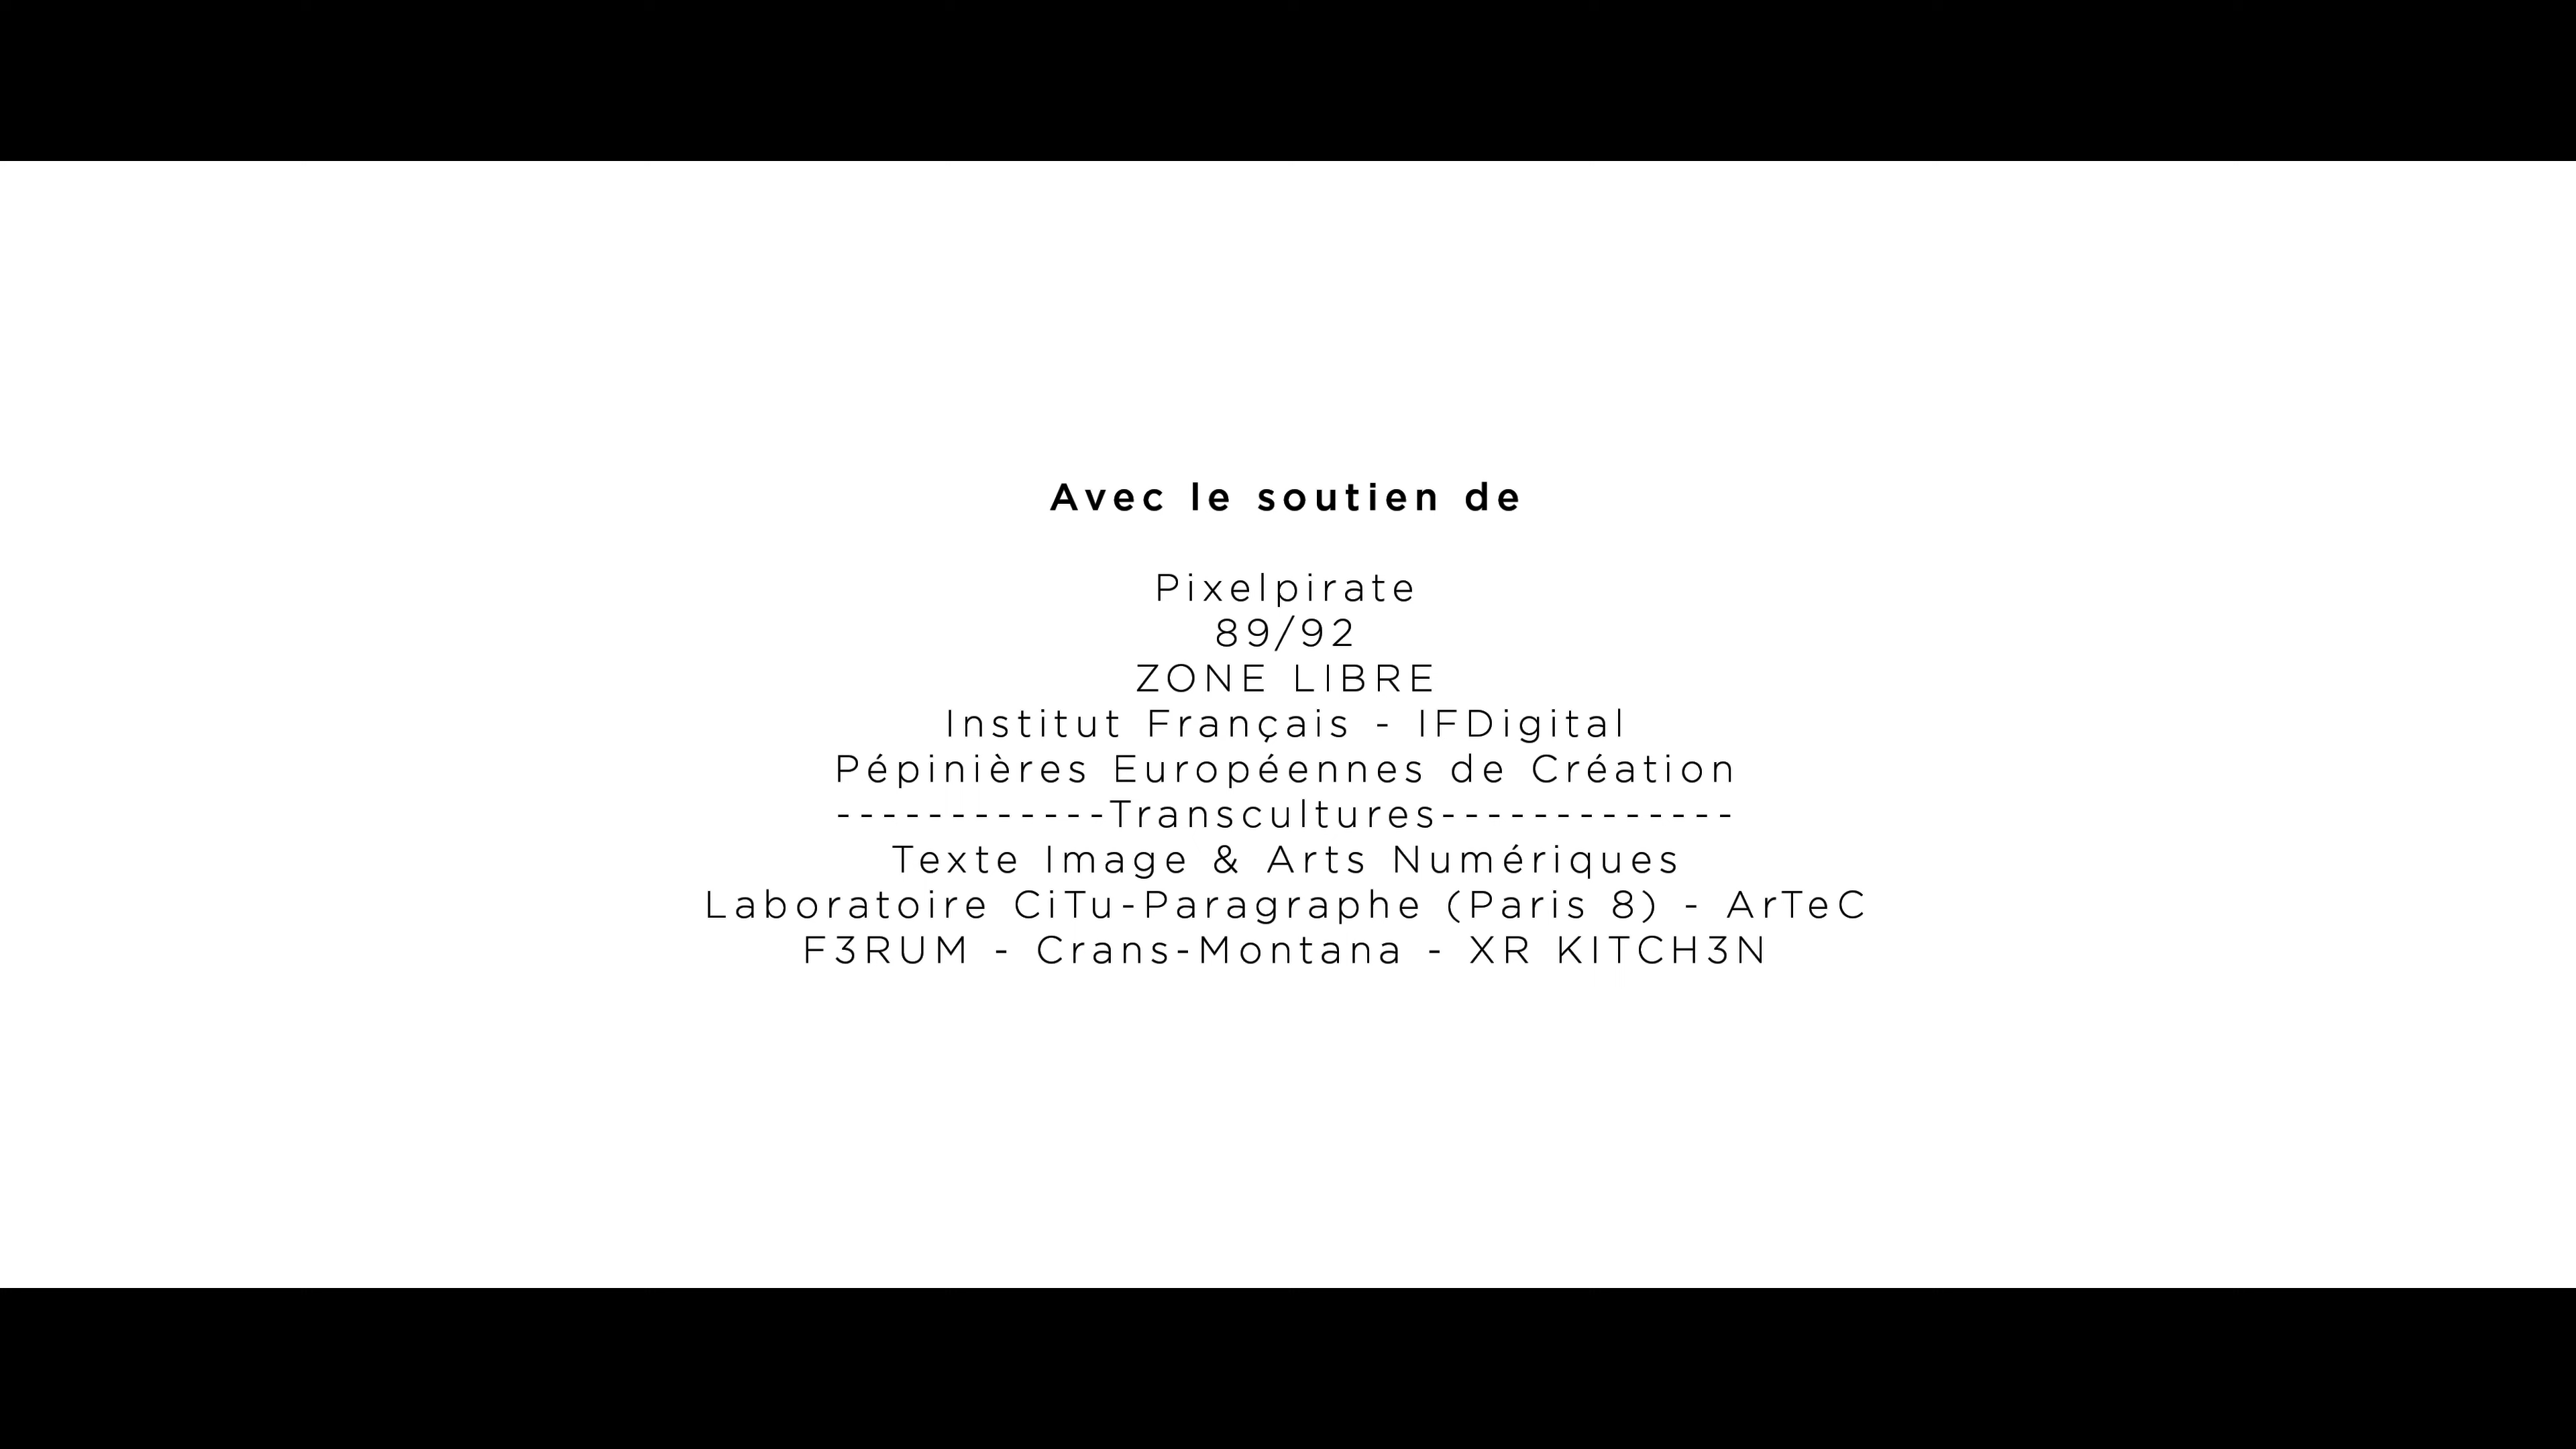 Avec le soutien de
Pixelpirate
89/92
ZONE LIBRE
Institut Français - IFDigital
Pépinières Européennes de Création
------------Transcultures-------------
Texte Image & Arts Numériques
Laboratoire CiTu-Paragraphe (Paris 8) - ArTeC
F3RUM - Crans-Montana - XR KITCH3N